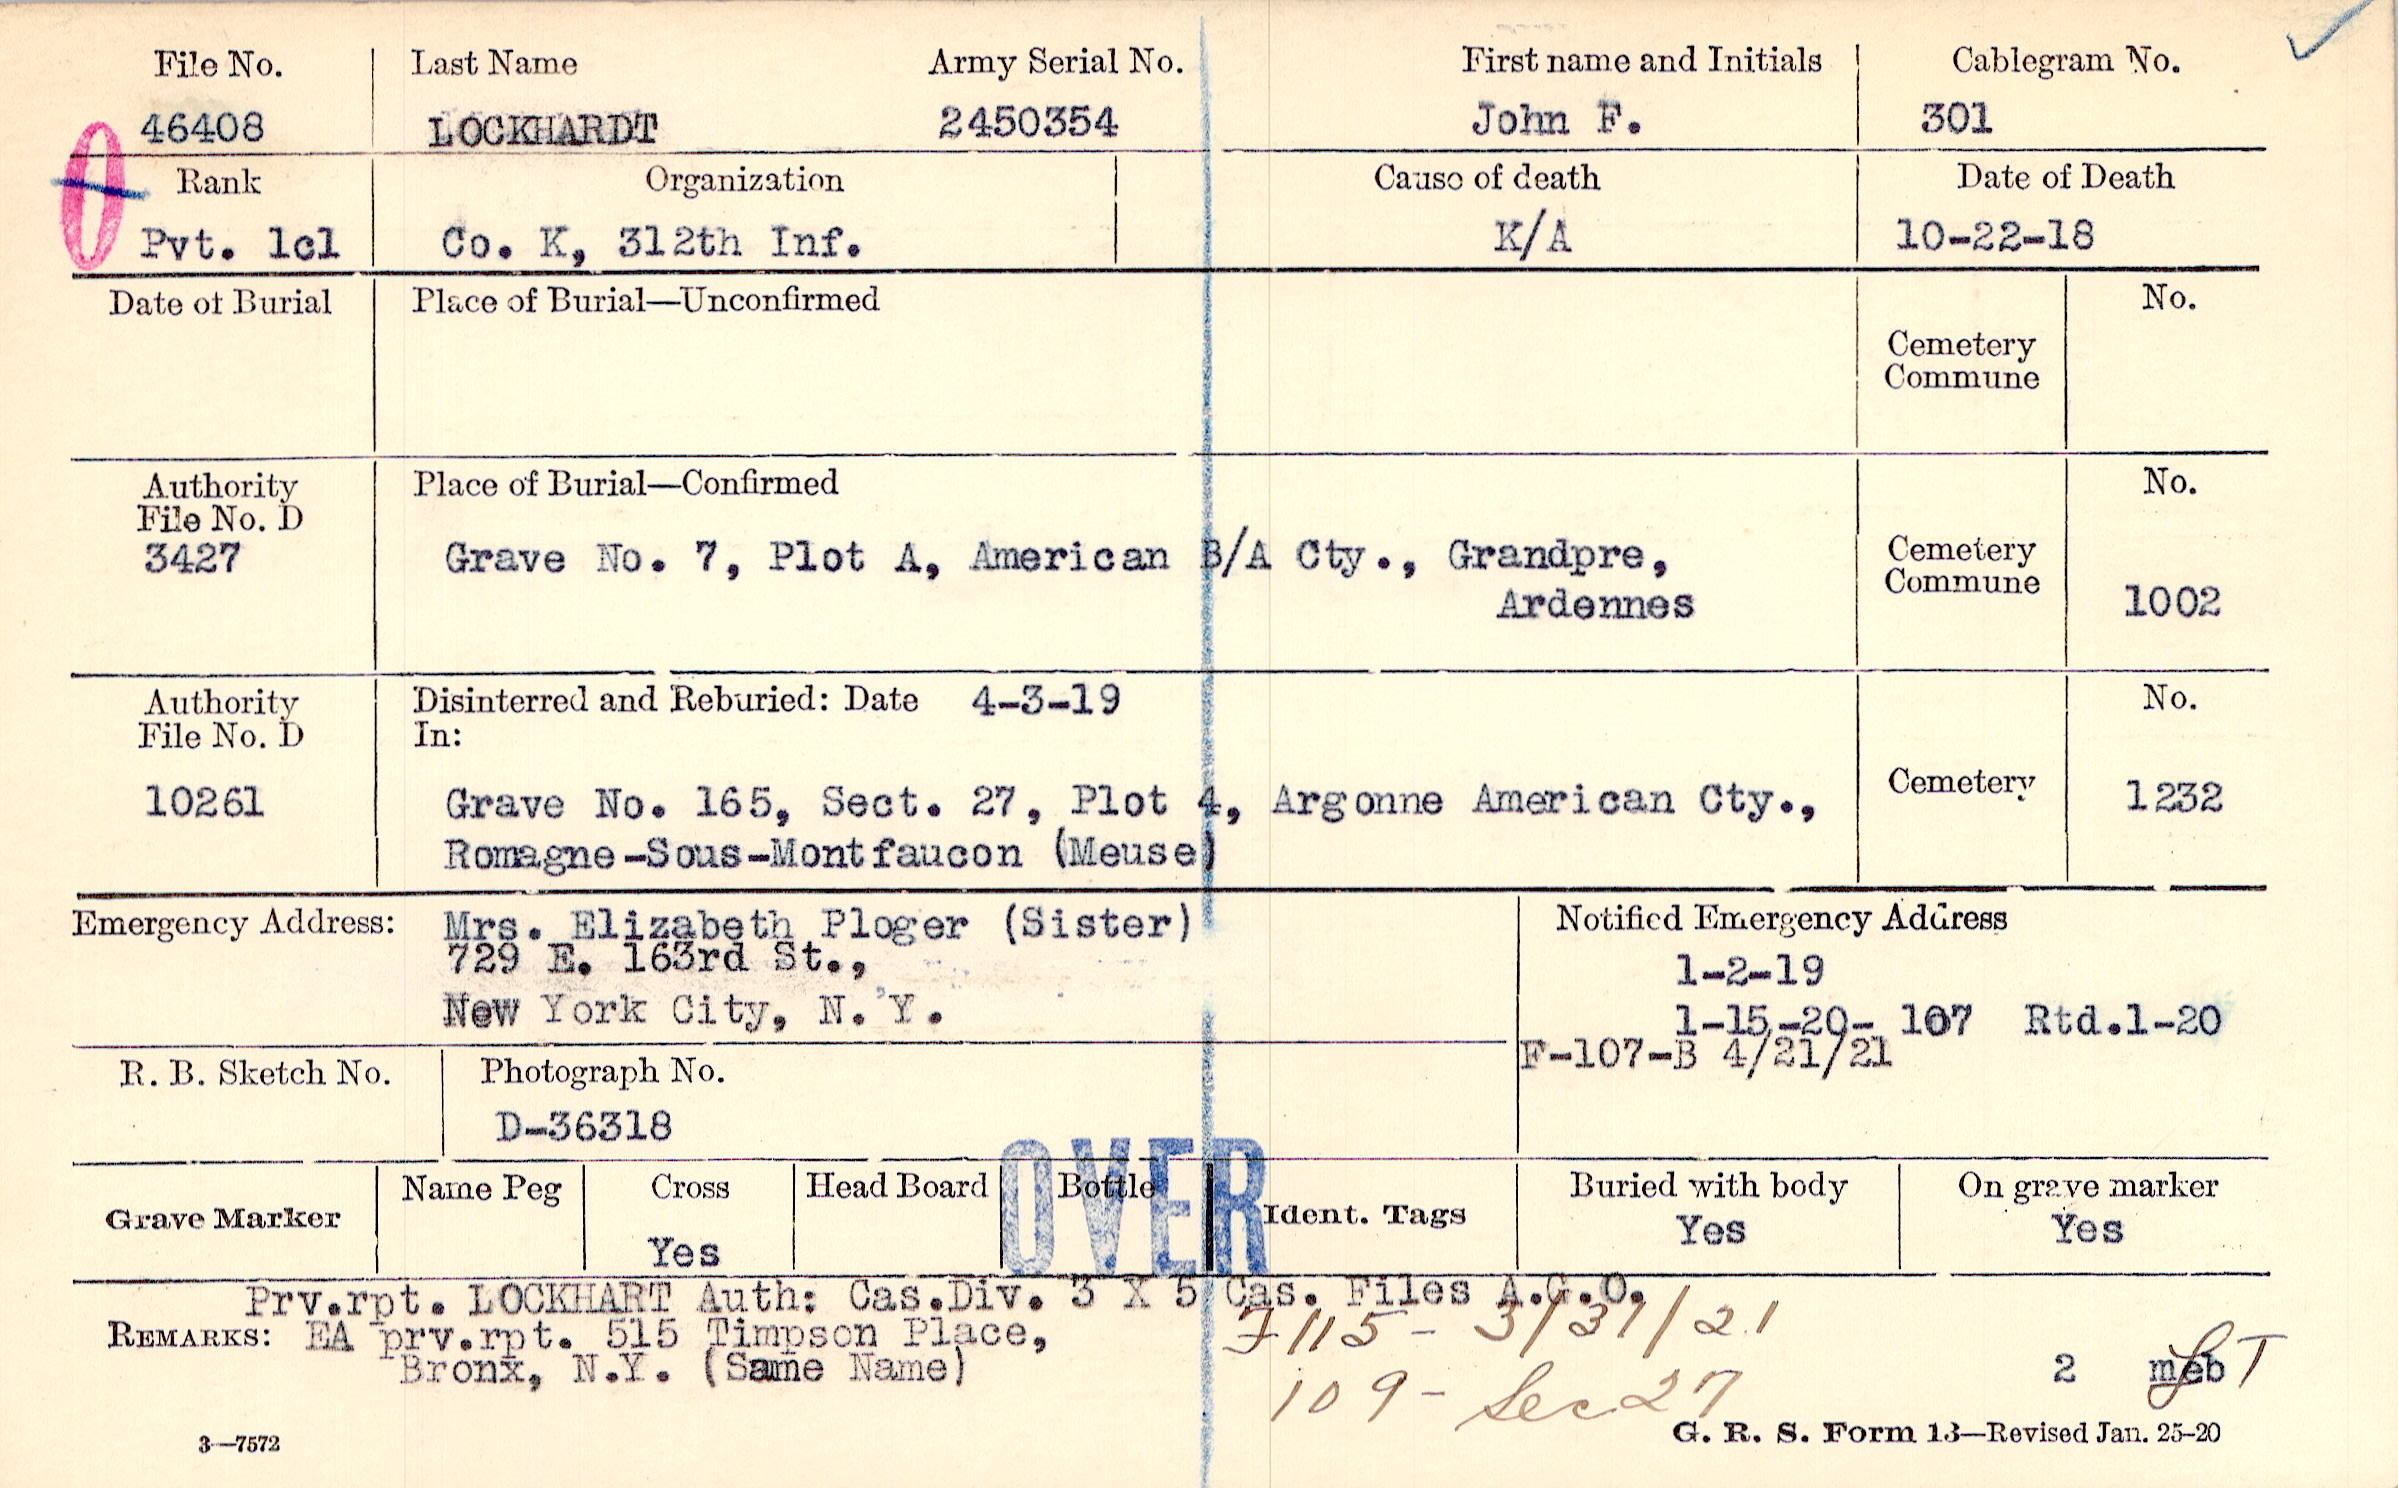 File No. Last Name Army Serial No. First name and Initials Cablegram No.
46408 LOCKHARDT 2450354 John F. 301
Rank Organization Cause of death Date of Death
Pvt. 1cl Co. K, 312th Inf. K/A 10-22-18
Date of Burial Place of Burial—Unconfirmed No.
Cemetery
Commune
Authority Place of Burial—Confirmed No.
File No. D
3427 Grave No. 7, Plot A, American B/A Cty., Grandpre, Cemetery
Ardennes Commune 1002
Authority Disinterred and Reburied: Date 4-3-19 No.
File No. D In:
10261 Grave No. 165, Sect. 27, Plot 4, Argonne American Cty., Cemetery 1232
Romagne-Sous-Montfaucon (Meuse)
Emergency Address: Mrs. Elizabeth Ploger (Sister) Notified Emergency Address
729 E. 163rd St., 1-2-19
New York City, N. Y. 1-15-20- 107 Rtd.1-20
F-107-B 4/21/21
R. B. Sketch No. Photograph No.
D-36318
OVER
Grave Marker Name Peg Cross Head Board Bottle Ident. Tags Buried with body On grave marker
Yes Yes Yes
Prv.rpt. LOCKHART Auth: Cas.Div. 3 X 5 Cas. Files A.G.O.
REMARKS: EA prv.rpt. 515 Timpson Place, 7115 - 3/31/21
Bronx, N.Y. (Same Name) 2 meb
109 - Sec 27
3—7572 G. R. S. Form 13—Revised Jan. 25-20